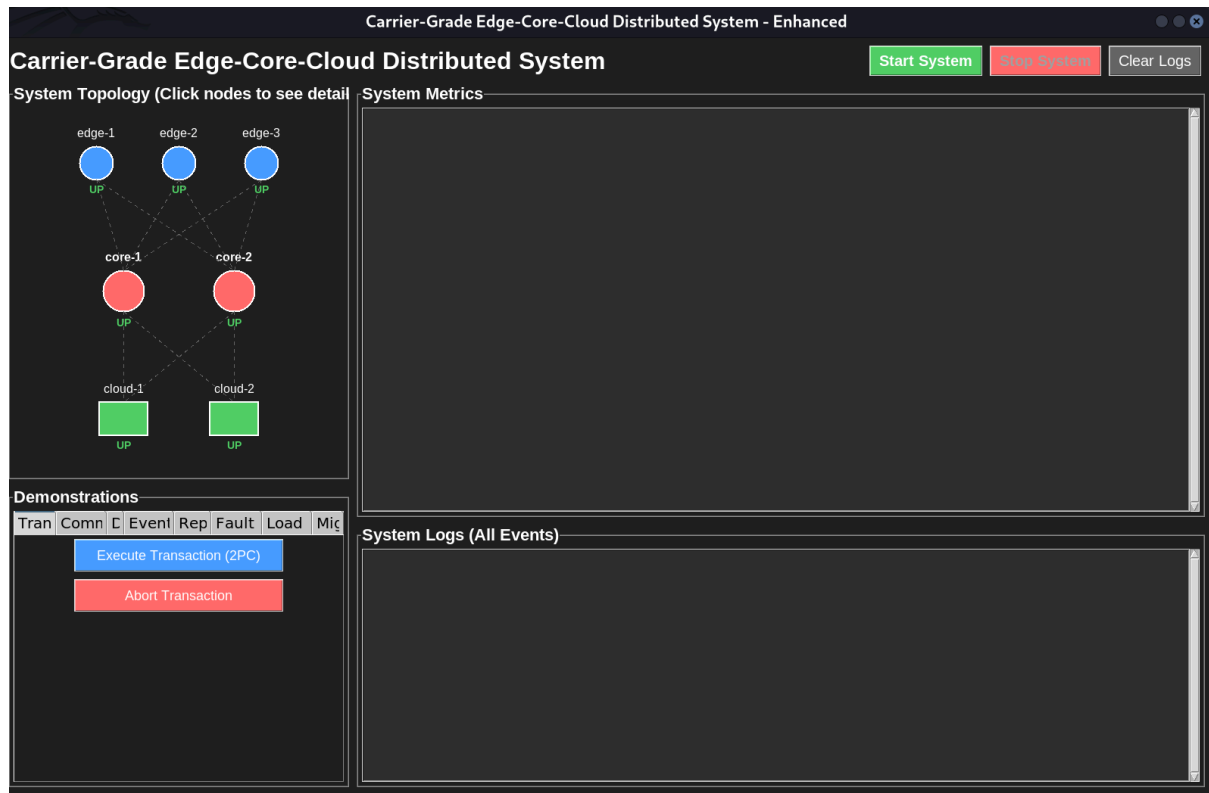 Carrier-Grade Edge-Core-Cloud Distributed System - Enhanced
Carrier-Grade Edge-Core-Cloud Distributed System
Start System
Stop System
Clear Logs
System Topology (Click nodes to see detail
edge-1 edge-2 edge-3
UP UP UP
core-1 core-2
UP UP
cloud-1 cloud-2
UP UP
System Metrics
Demonstrations
Tran Comn D Event Rep Fault Load Mig
Execute Transaction (2PC)
Abort Transaction
System Logs (All Events)